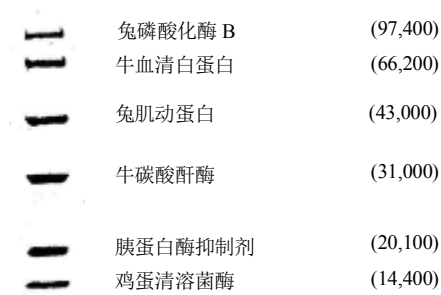 兔磷酸化酶 B (97,400)
牛血清白蛋白 (66,200)
兔肌动蛋白 (43,000)
牛碳酸酐酶 (31,000)
胰蛋白酶抑制剂 (20,100)
鸡蛋清溶菌酶 (14,400)